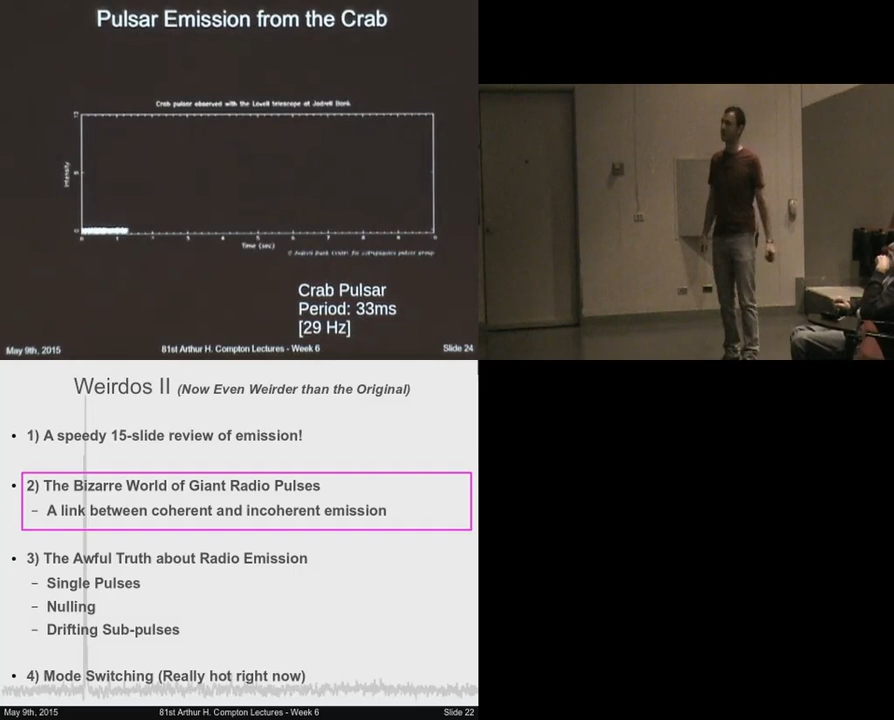 Pulsar Emission from the Crab
Crab pulsar observed with the Lovell telescope at Jodrell Bank
Intensity
Time (sec)
Crab Pulsar
Period: 33ms
[29 Hz]
May 9th, 2015 81st Arthur H. Compton Lectures - Week 6 Slide 24
Weirdos II (Now Even Weirder than the Original)
• 1) A speedy 15-slide review of emission!
• 2) The Bizarre World of Giant Radio Pulses
– A link between coherent and incoherent emission
• 3) The Awful Truth about Radio Emission
– Single Pulses
– Nulling
– Drifting Sub-pulses
• 4) Mode Switching (Really hot right now)
May 9th, 2015 81st Arthur H. Compton Lectures - Week 6 Slide 22